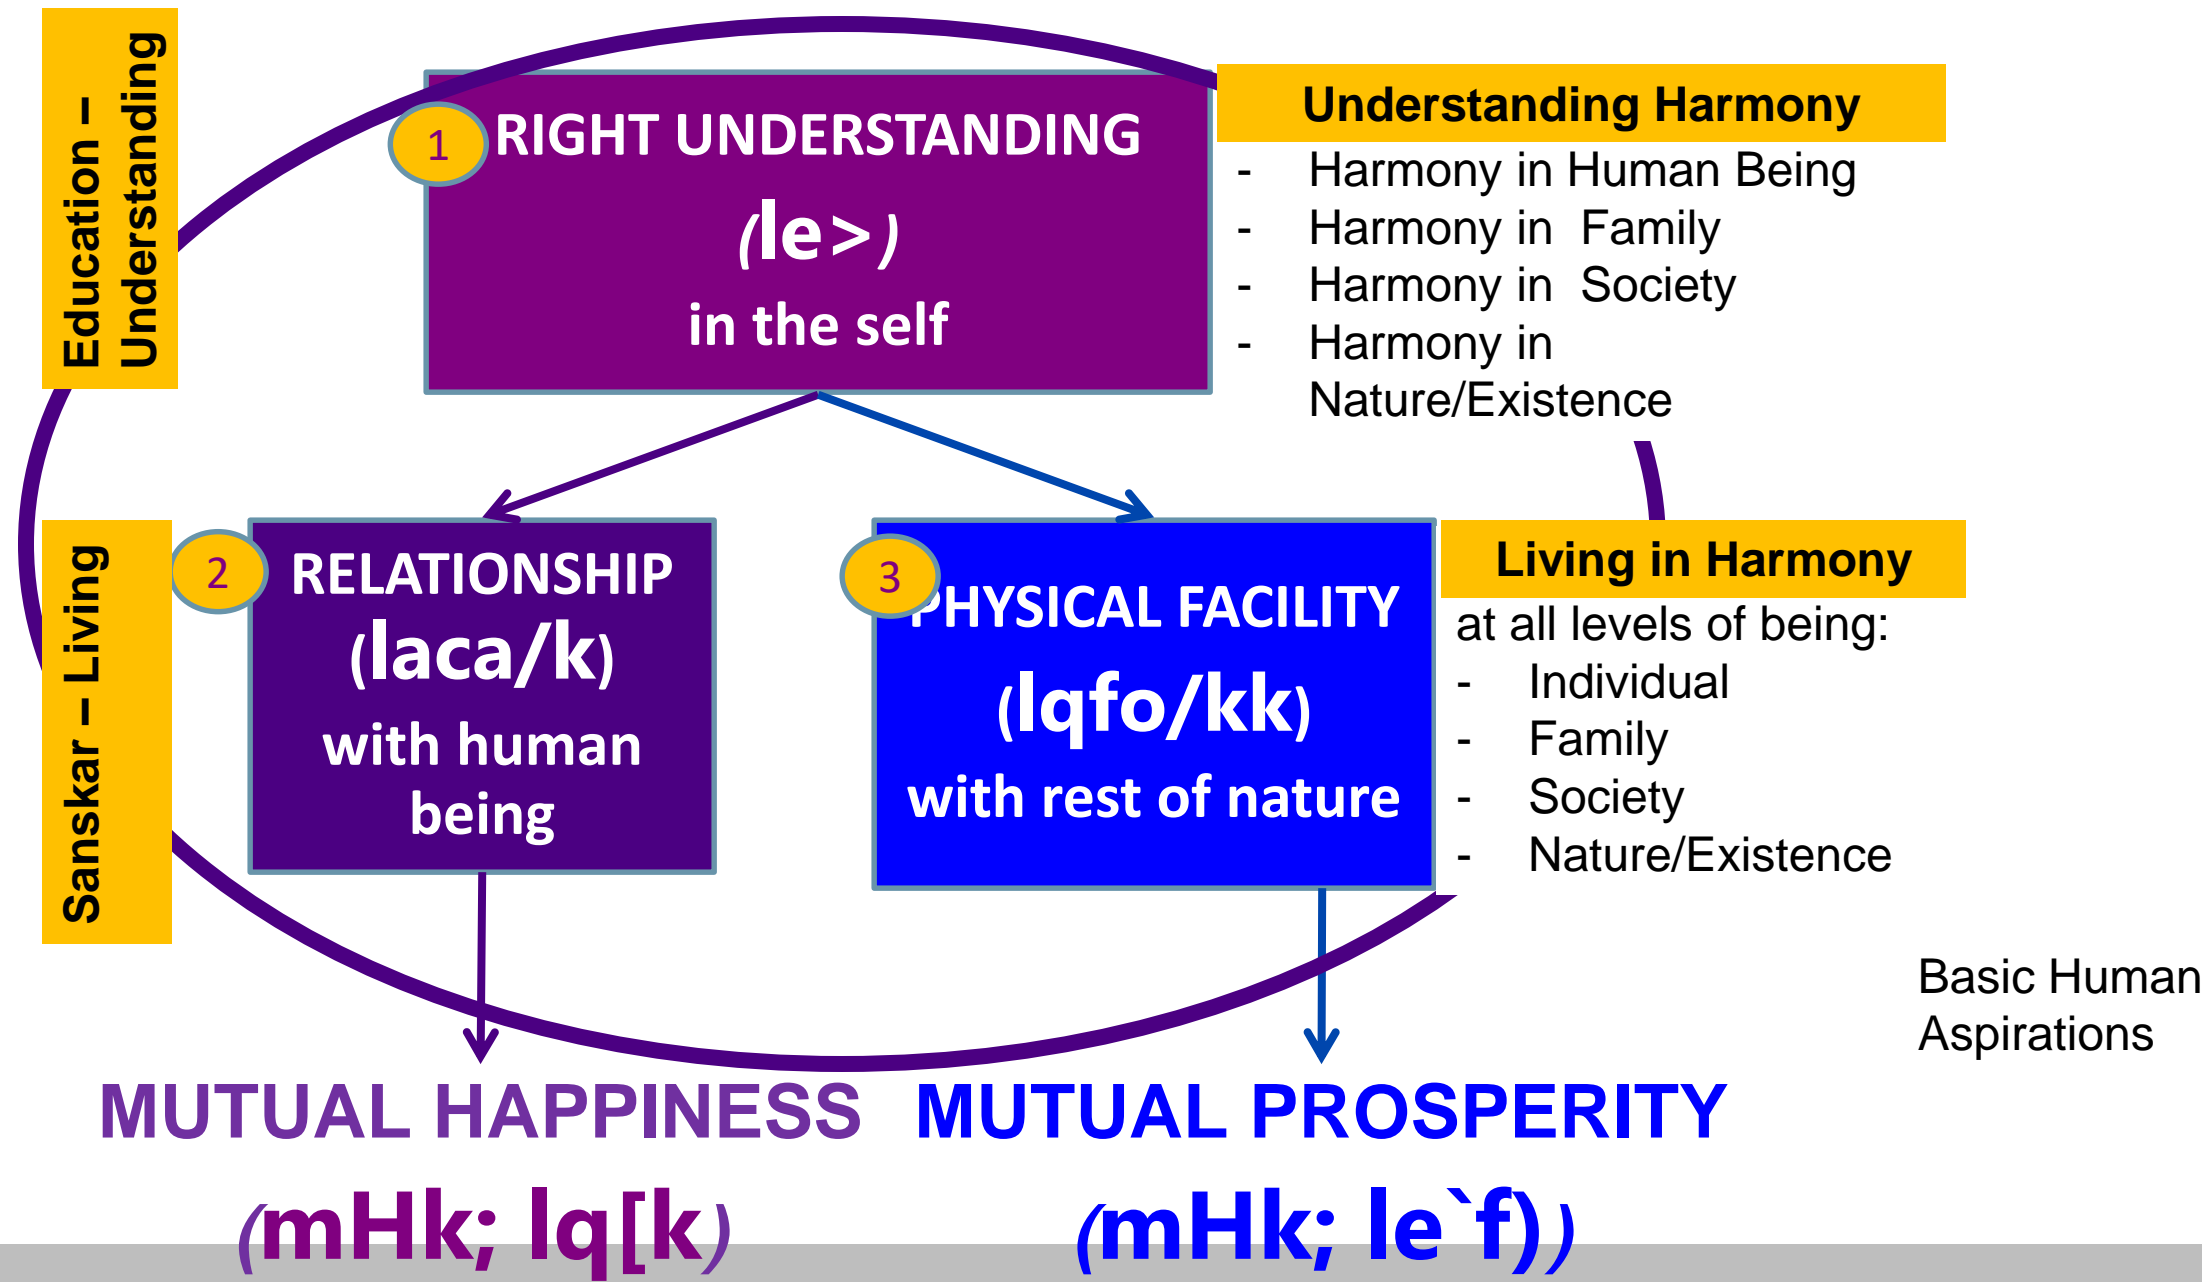 Education –
Understanding
1
RIGHT UNDERSTANDING
(le>)
in the self
Understanding Harmony
- Harmony in Human Being
- Harmony in Family
- Harmony in Society
- Harmony in
Nature/Existence
Sanskar – Living
2
RELATIONSHIP
(laca/k)
with human
being
3
PHYSICAL FACILITY
(lqfo/kk)
with rest of nature
Living in Harmony
at all levels of being:
- Individual
- Family
- Society
- Nature/Existence
Basic Human
Aspirations
MUTUAL HAPPINESS
(mHk; lq[k)
MUTUAL PROSPERITY
(mHk; le`f))